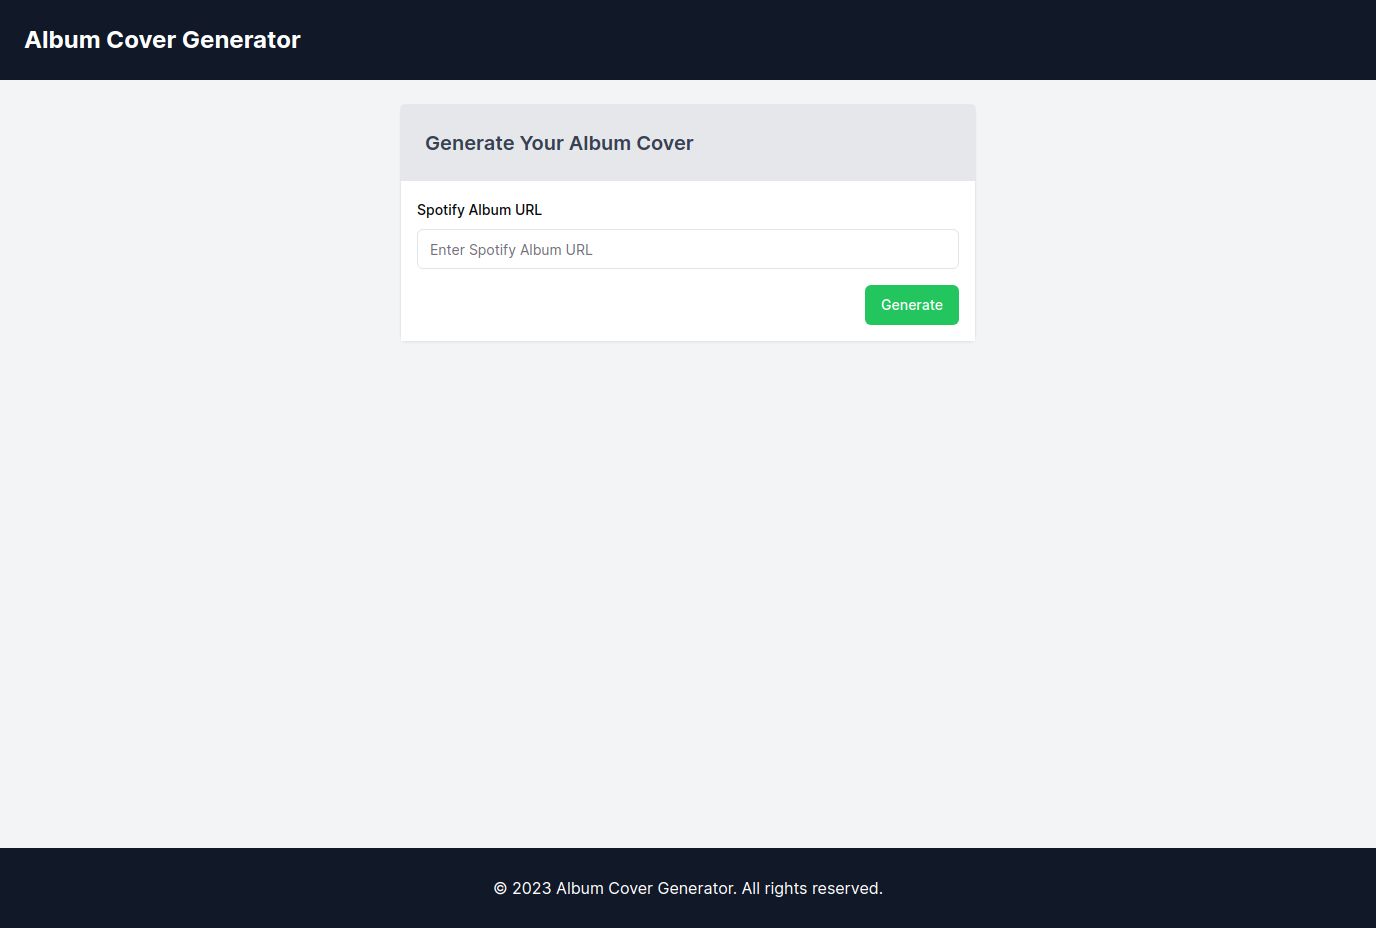 Album Cover Generator
Generate Your Album Cover
Spotify Album URL
Enter Spotify Album URL
Generate
© 2023 Album Cover Generator. All rights reserved.